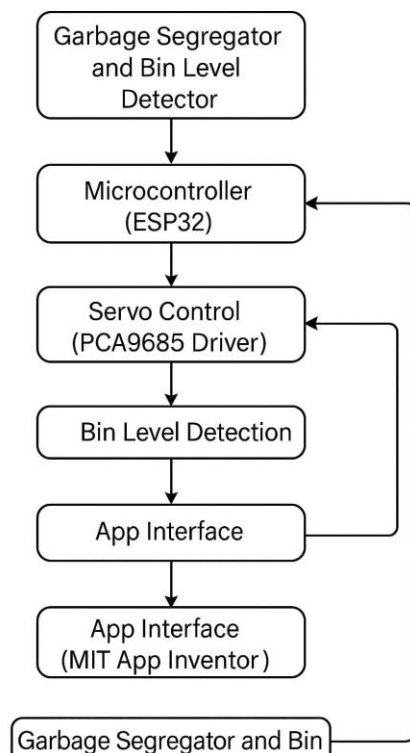 Garbage Segregator
and Bin Level
Detector
Microcontroller
(ESP32)
Servo Control
(PCA9685 Driver)
Bin Level Detection
App Interface
App Interface
(MIT App Inventor)
Garbage Segregator and Bin